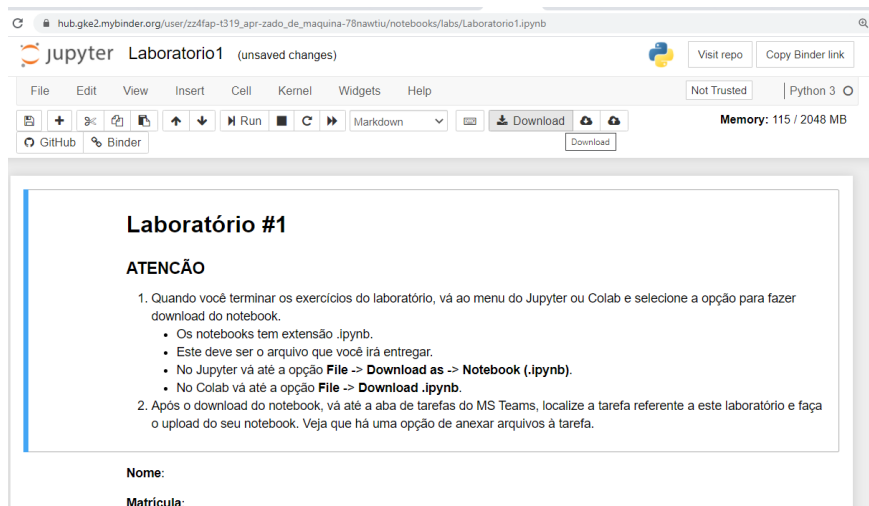 hub.gke2.mybinder.org/user/zz4fap-t319_apr-zado_de_maquina-78nawtiu/notebooks/labs/Laboratorio1.ipynb
jupyter Laboratorio1 (unsaved changes)
Visit repo Copy Binder link
File Edit View Insert Cell Kernel Widgets Help
Not Trusted Python 3
Run Markdown Download
Memory: 115 / 2048 MB
GitHub Binder
Download
Laboratório #1
ATENCÃO
1. Quando você terminar os exercícios do laboratório, vá ao menu do Jupyter ou Colab e selecione a opção para fazer
download do notebook.
• Os notebooks tem extensão .ipynb.
• Este deve ser o arquivo que você irá entregar.
• No Jupyter vá até a opção File -> Download as -> Notebook (.ipynb).
• No Colab vá até a opção File -> Download .ipynb.
2. Após o download do notebook, vá até a aba de tarefas do MS Teams, localize a tarefa referente a este laboratório e faça
o upload do seu notebook. Veja que há uma opção de anexar arquivos à tarefa.
Nome:
Matrícula: